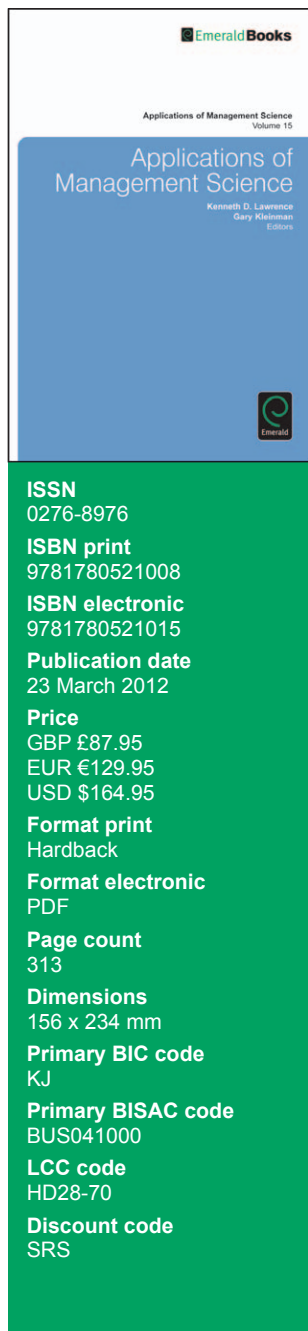 Emerald Books
Applications of Management Science
Volume 15
Applications of
Management Science
Kenneth D. Lawrence
Gary Kleinman
Editors
Emerald
ISSN
0276-8976
ISBN print
9781780521008
ISBN electronic
9781780521015
Publication date
23 March 2012
Price
GBP £87.95
EUR €129.95
USD $164.95
Format print
Hardback
Format electronic
PDF
Page count
313
Dimensions
156 x 234 mm
Primary BIC code
KJ
Primary BISAC code
BUS041000
LCC code
HD28-70
Discount code
SRS